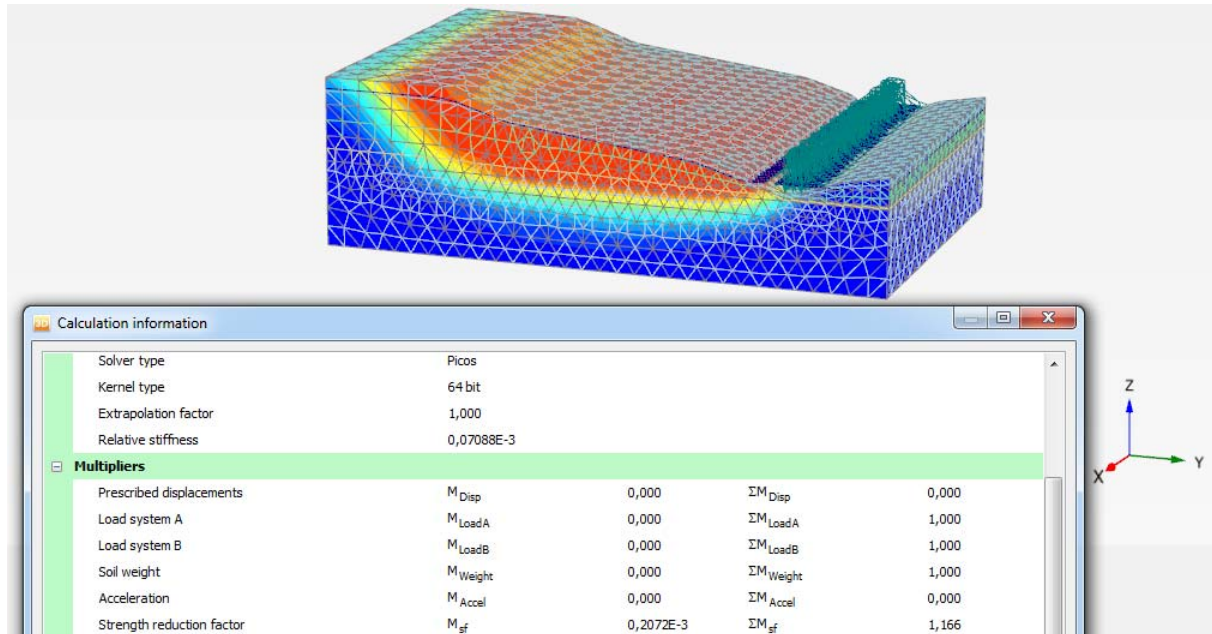 Calculation information
Solver type Picos
Kernel type 64 bit
Extrapolation factor 1,000
Relative stiffness 0,07088E-3
Multipliers
Prescribed displacements M Disp 0,000 ΣM Disp 0,000
Load system A M LoadA 0,000 ΣM LoadA 1,000
Load system B M LoadB 0,000 ΣM LoadB 1,000
Soil weight M Weight 0,000 ΣM Weight 1,000
Acceleration M Accel 0,000 ΣM Accel 0,000
Strength reduction factor M sf 0,2072E-3 ΣM sf 1,166
Z
Y
X